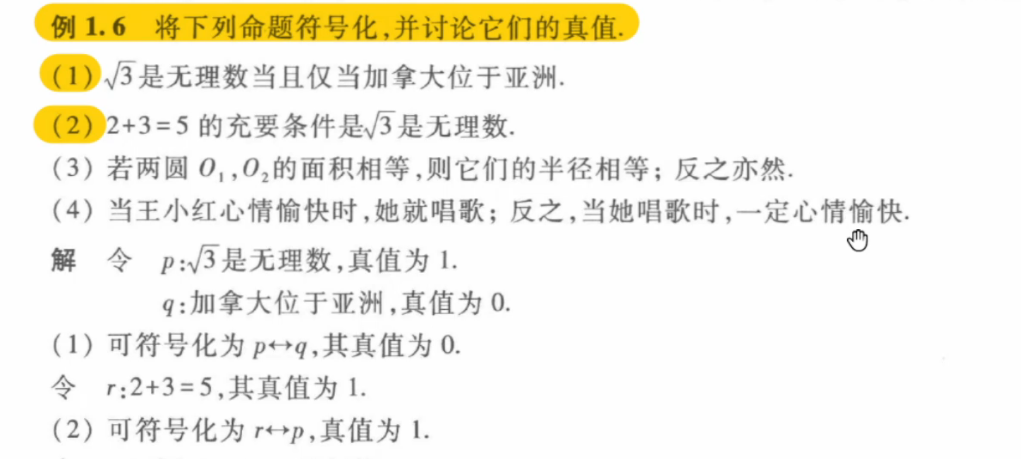 例 1.6 将下列命题符号化,并讨论它们的真值.
(1) √3是无理数当且仅当加拿大位于亚洲.
(2) 2+3=5 的充要条件是√3是无理数.
(3) 若两圆 O₁,O₂的面积相等,则它们的半径相等; 反之亦然.
(4) 当王小红心情愉快时,她就唱歌; 反之,当她唱歌时,一定心情愉快.
解 令 p:√3是无理数,真值为 1.
q:加拿大位于亚洲,真值为 0.
(1) 可符号化为 p↔q,其真值为 0.
令 r:2+3=5,其真值为 1.
(2) 可符号化为 r↔p,真值为 1.